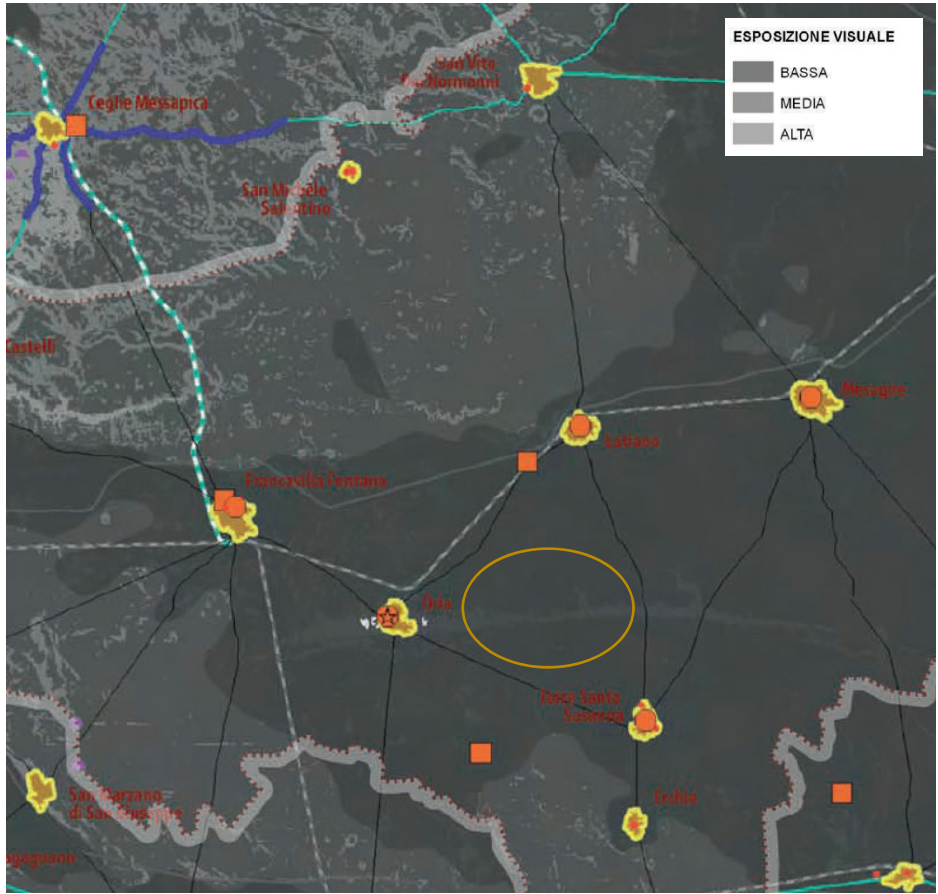 ESPOSIZIONE VISUALE
BASSA
MEDIA
ALTA
San Vito
dei Normanni
Ceglie Messapica
San Michele
Salentino
Castelli
Mesagne
Latiano
Francavilla Fontana
Oria
Torre Santa
Susanna
Erchia
San Marzano
di San Giuseppe